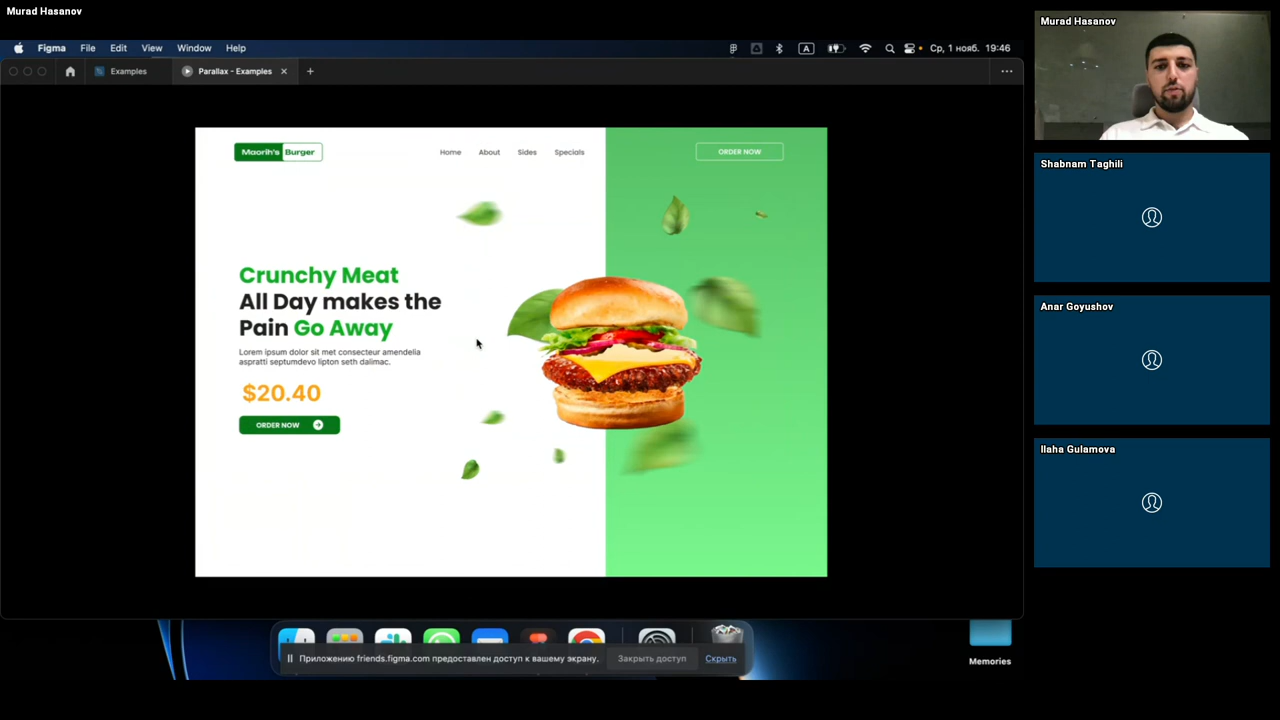 Murad Hasanov
Figma File Edit View Window Help
A Ср, 1 нояб. 19:46
Examples
Parallax - Examples
Maorih's Burger
Home About Sides Specials
ORDER NOW
Crunchy Meat
All Day makes the
Pain Go Away
Lorem ipsum dolor sit met consecteur amendelia
aspratti septumdevo lipton seth dalimac.
$20.40
ORDER NOW
Приложению friends.figma.com предоставлен доступ к вашему экрану. Закрыть доступ Скрыть
Memories
Murad Hasanov
Shabnam Taghili
Anar Goyushov
Ilaha Gulamova